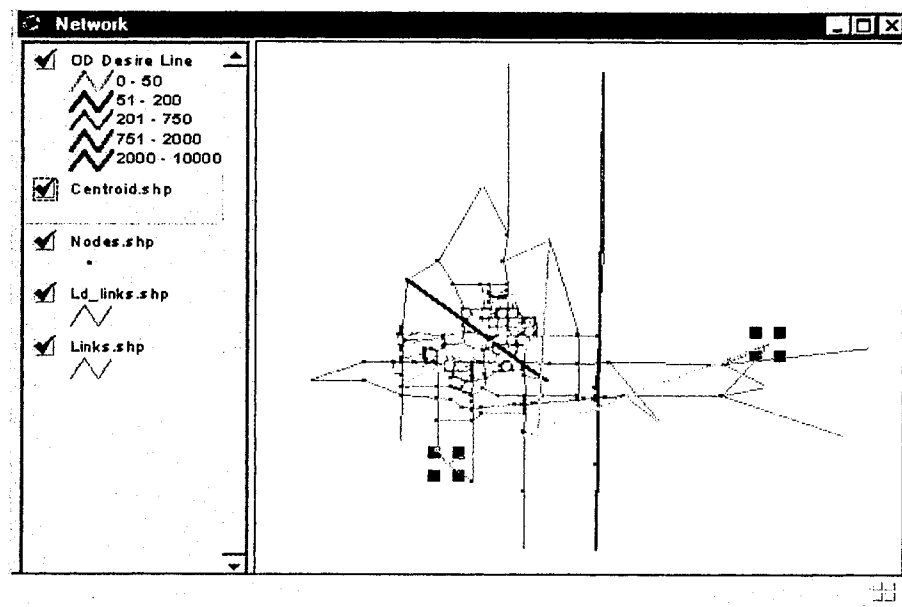 Network
OD Desire Line
0 - 50
51 - 200
201 - 750
751 - 2000
2000 - 10000
Centroid.shp
Nodes.shp
Ld_links.shp
Links.shp